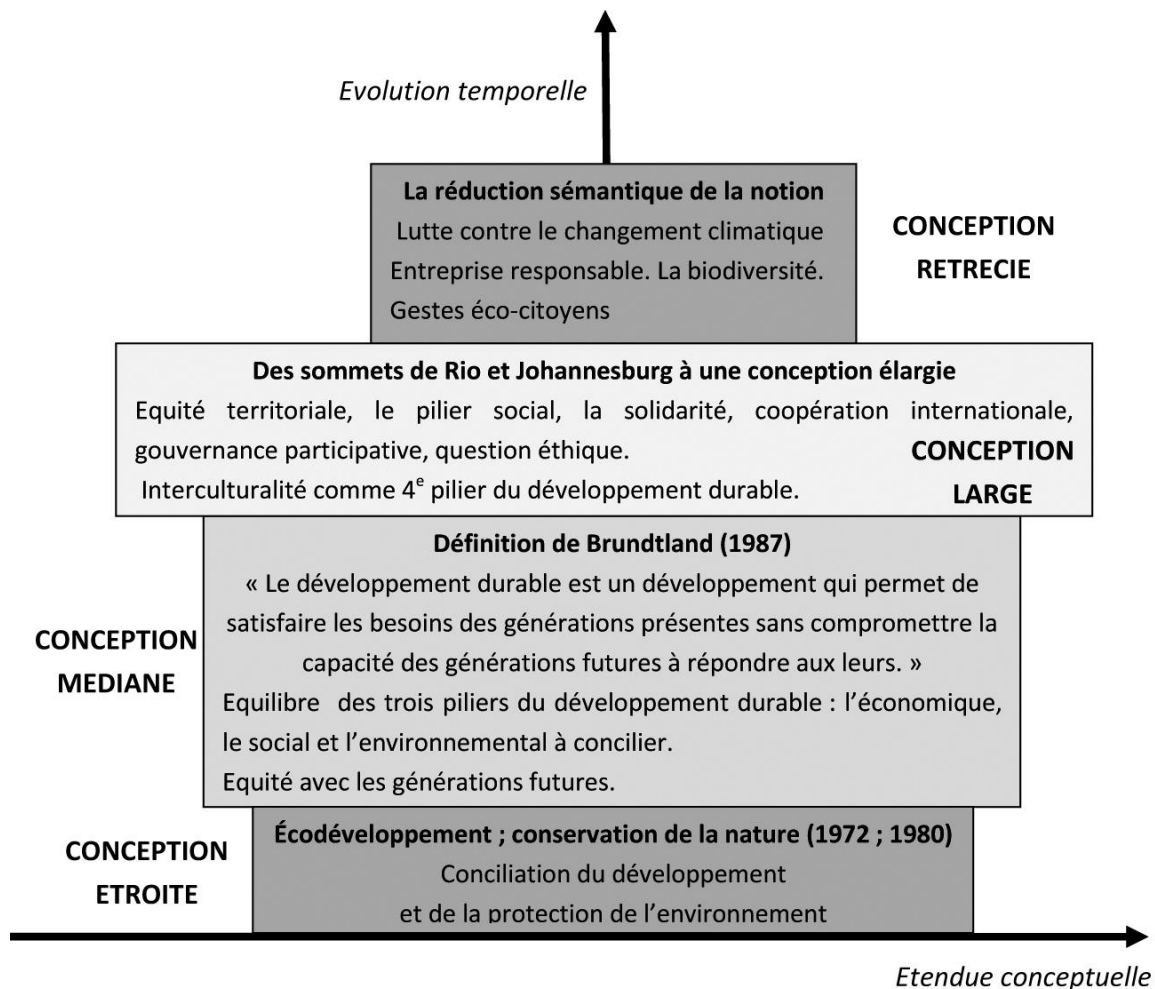 Evolution temporelle
La réduction sémantique de la notion
Lutte contre le changement climatique
Entreprise responsable. La biodiversité.
Gestes éco-citoyens
CONCEPTION
RETRECIE
Des sommets de Rio et Johannesburg à une conception élargie
Equité territoriale, le pilier social, la solidarité, coopération internationale,
gouvernance participative, question éthique.
Interculturalité comme 4e pilier du développement durable.
CONCEPTION
LARGE
Définition de Brundtland (1987)
« Le développement durable est un développement qui permet de
satisfaire les besoins des générations présentes sans compromettre la
capacité des générations futures à répondre aux leurs. »
Equilibre des trois piliers du développement durable : l’économique,
le social et l’environnemental à concilier.
Equité avec les générations futures.
CONCEPTION
MEDIANE
Écodéveloppement ; conservation de la nature (1972 ; 1980)
Conciliation du développement
et de la protection de l’environnement
CONCEPTION
ETROITE
Etendue conceptuelle